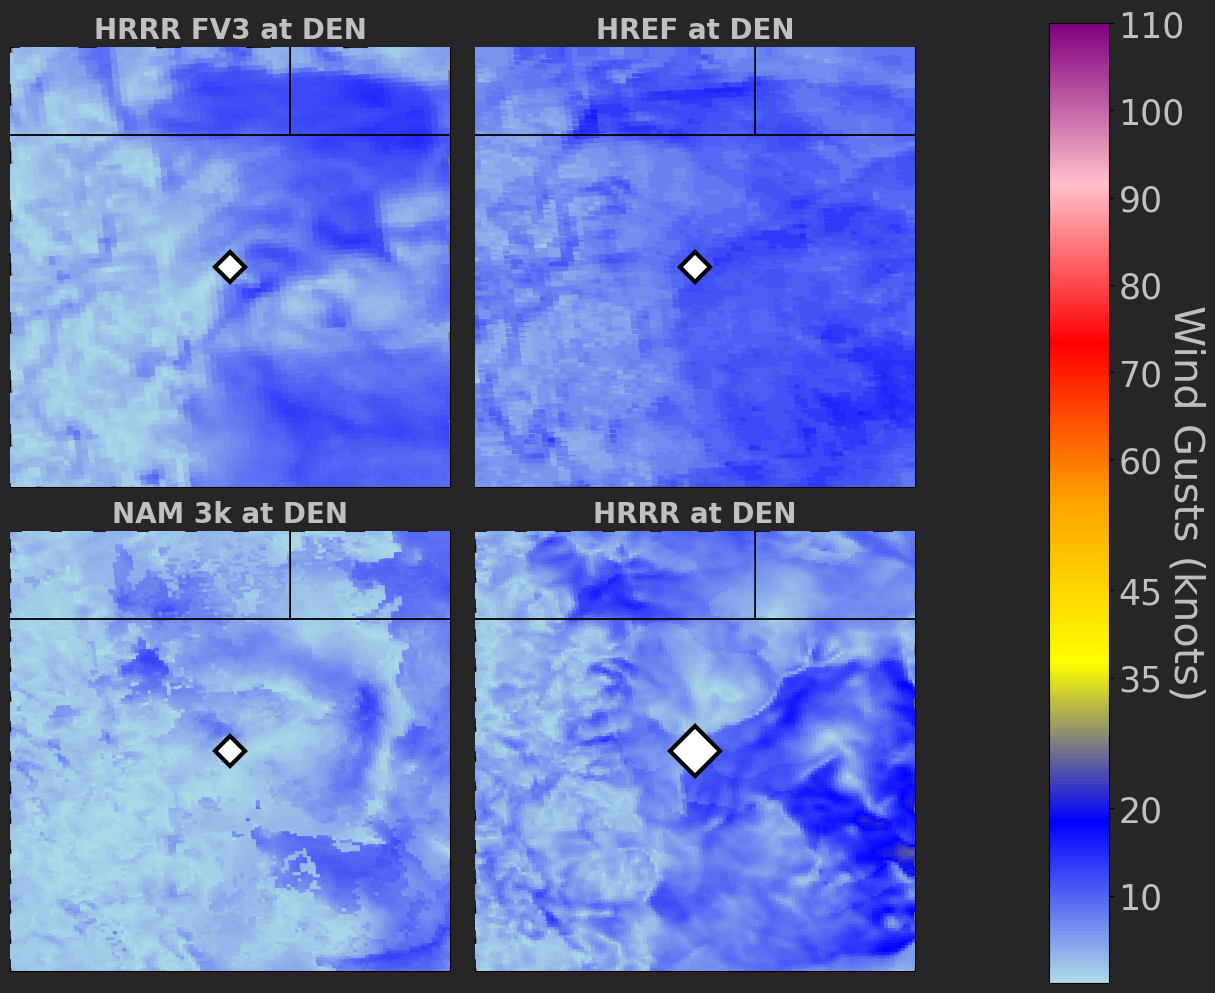 HRRR FV3 at DEN
HREF at DEN
NAM 3k at DEN
HRRR at DEN
110
100
90
80
70
60
45
35
20
10
Wind Gusts (knots)